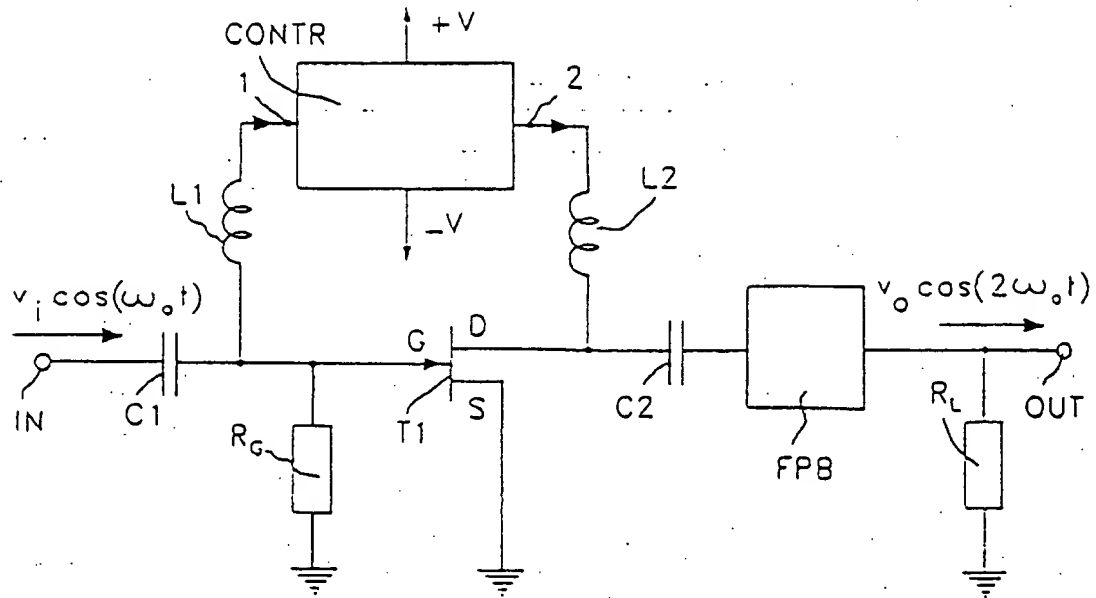 +V
CONTR
1
2
L1
L2
–V
v_i cos(ω_o t)
v_o cos(2ω_o t)
G
D
S
IN
C1
T1
C2
R_L
OUT
R_G
FPB